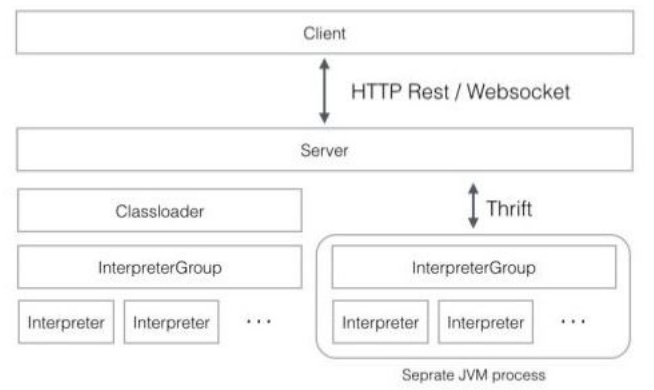 Client
HTTP Rest / Websocket
Server
Classloader
Thrift
InterpreterGroup
InterpreterGroup
Interpreter Interpreter ...
Interpreter Interpreter ...
Seprate JVM process